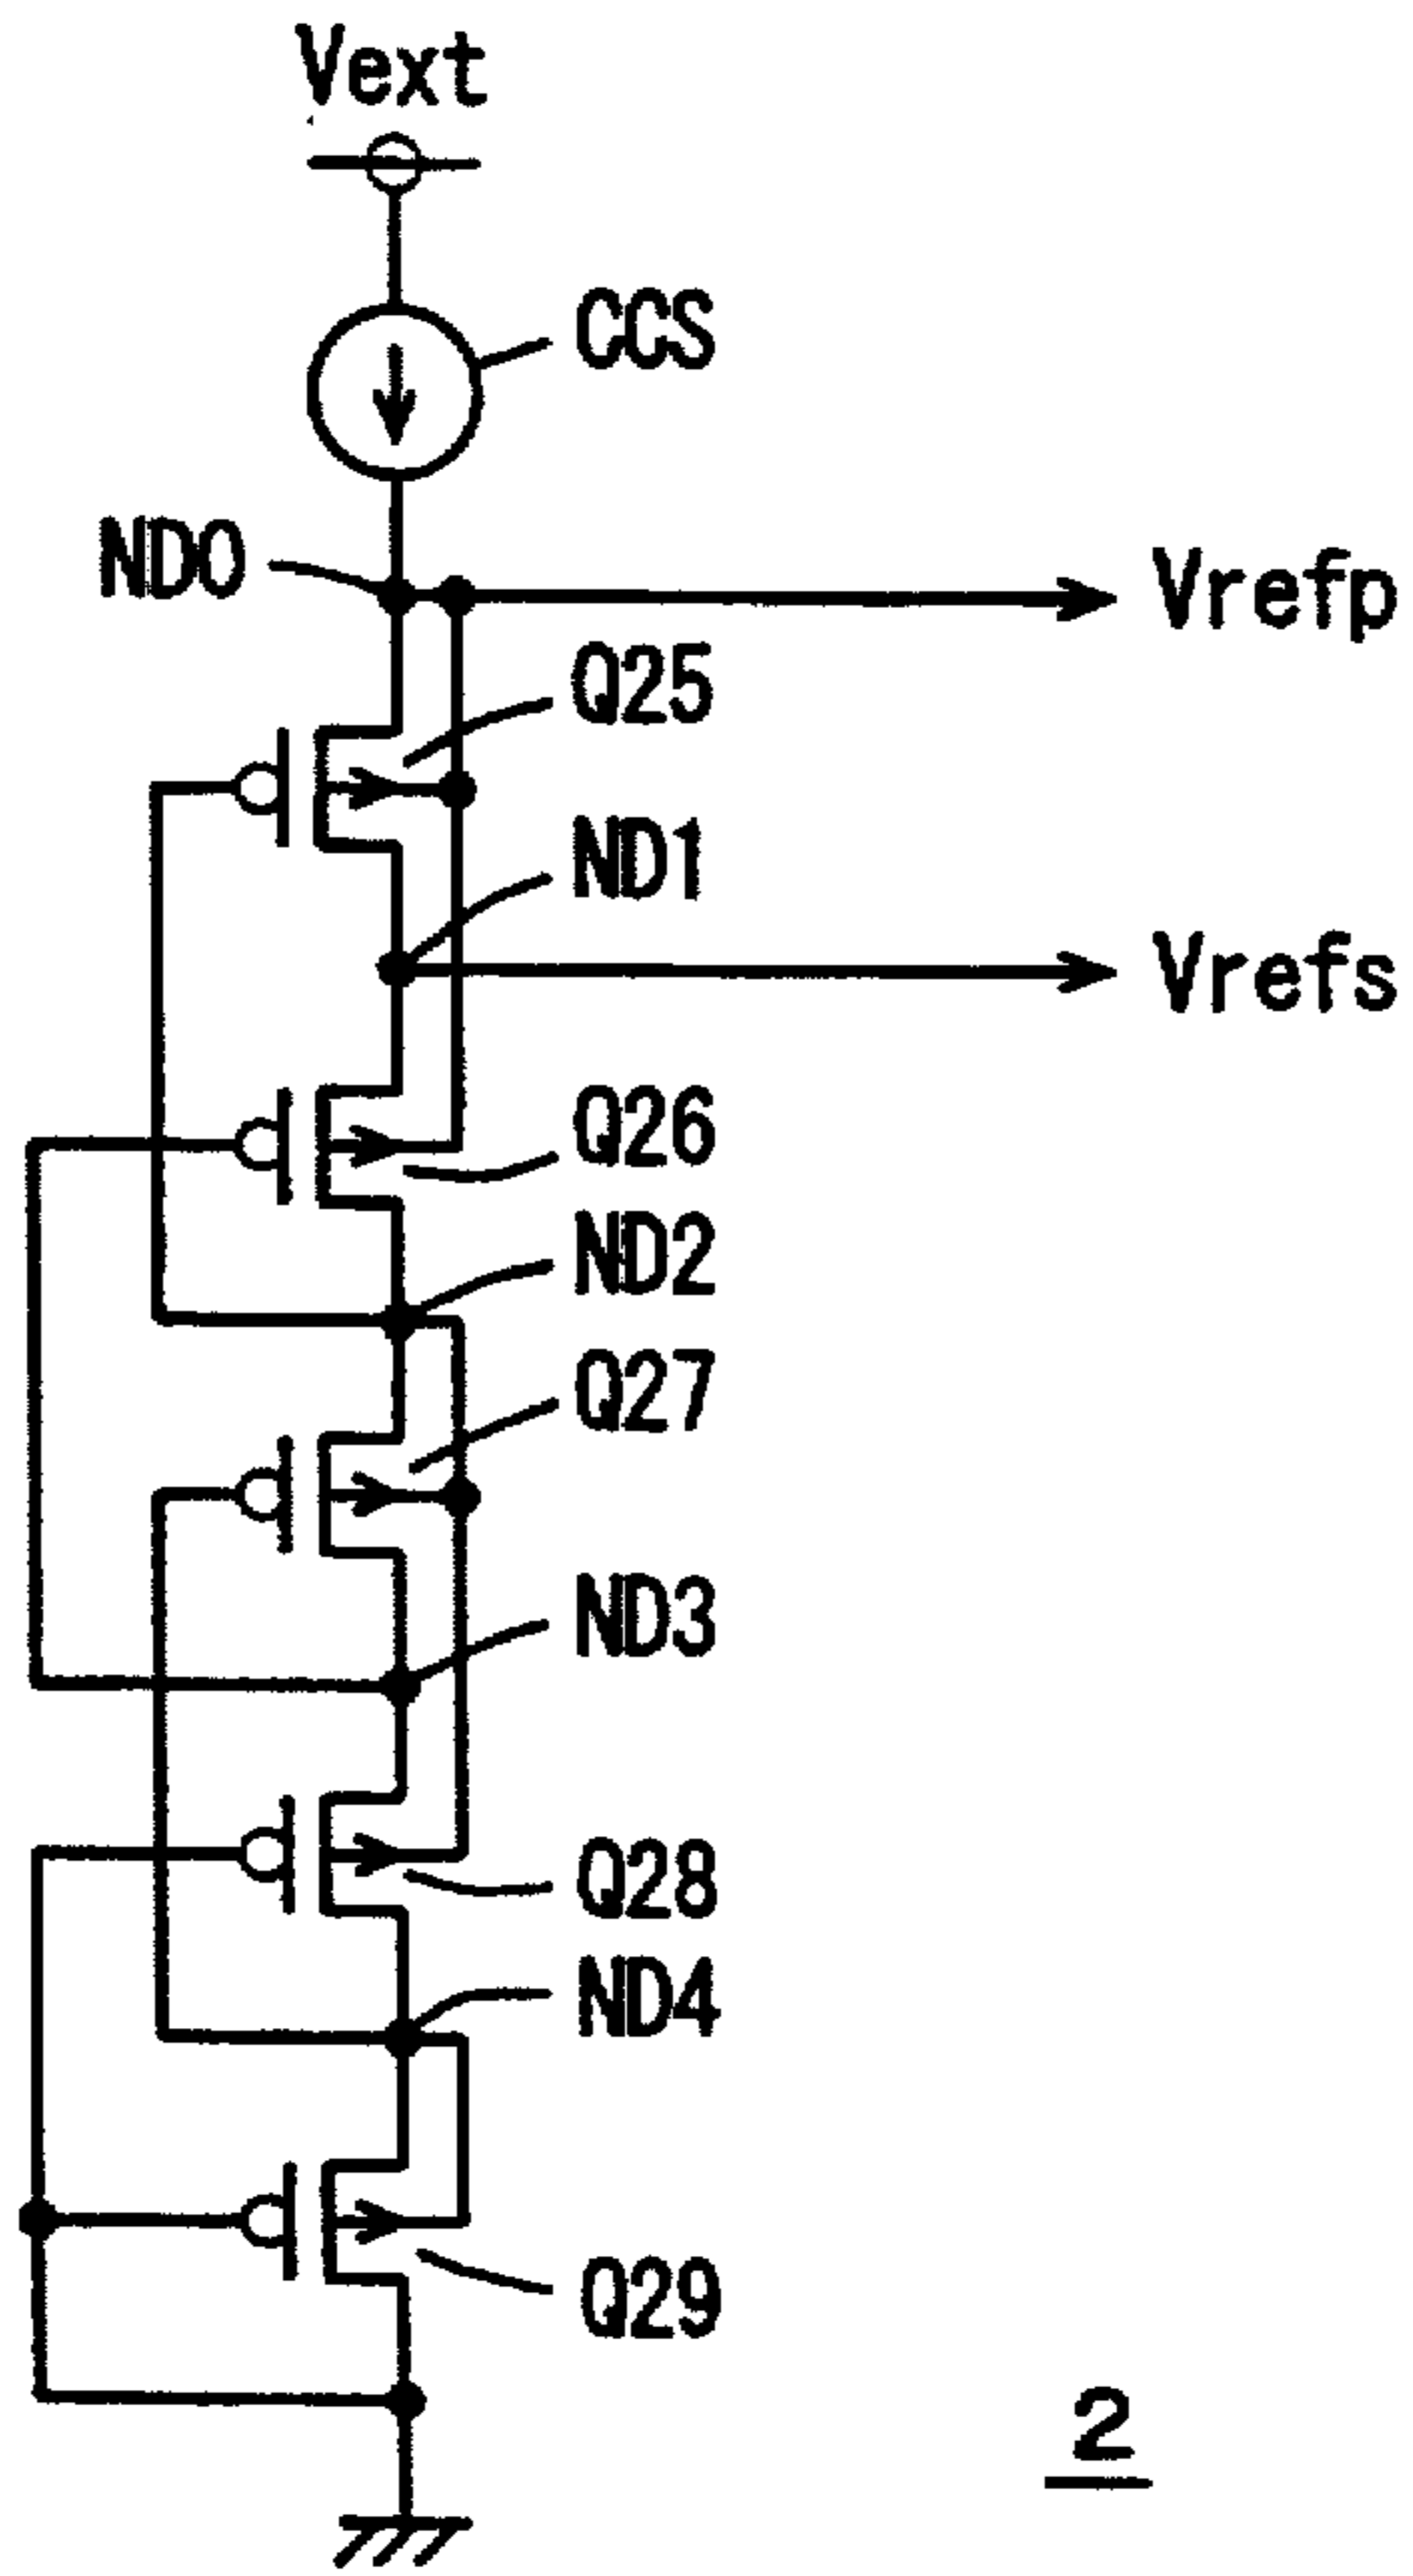 Vext
CCS
ND0
Vrefp
Q25
ND1
Vrefs
Q26
ND2
Q27
ND3
Q28
ND4
Q29
2